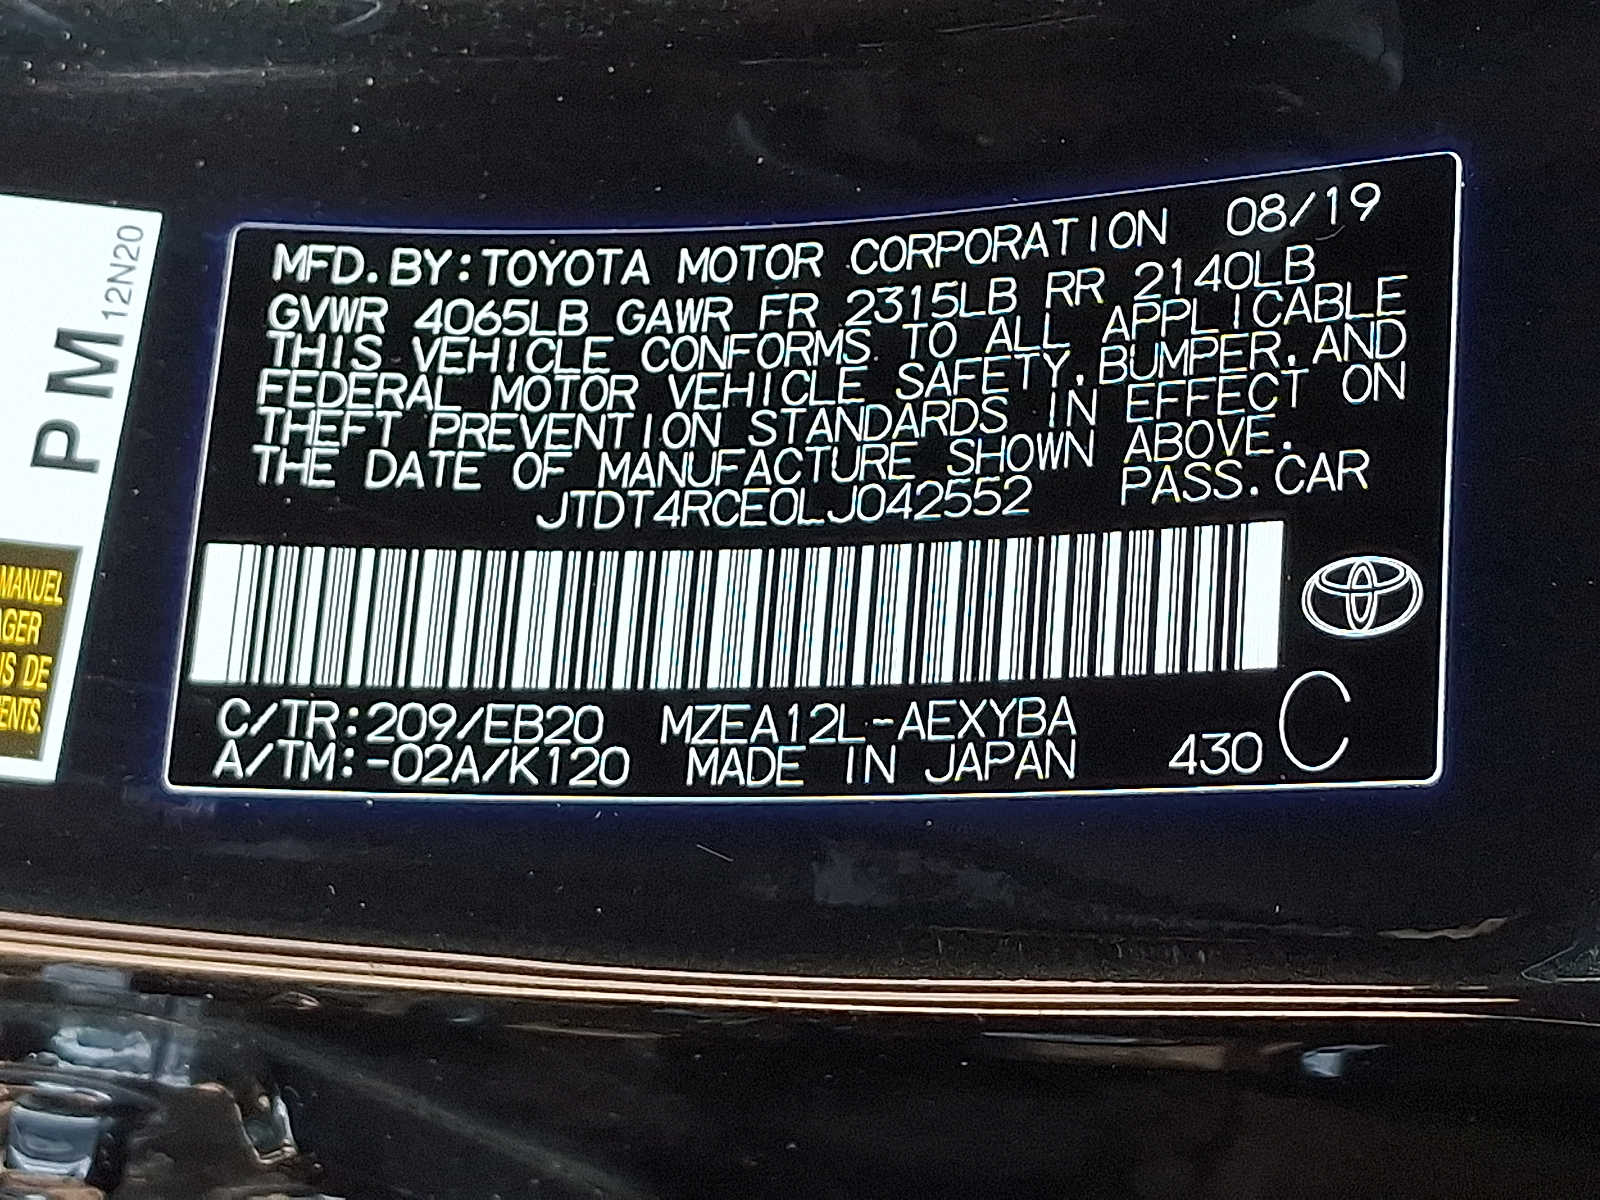 MFD. BY: TOYOTA MOTOR CORPORATION 08/19
GVWR 4065LB GAWR FR 2315LB RR 2140LB
THIS VEHICLE CONFORMS TO ALL APPLICABLE
FEDERAL MOTOR VEHICLE SAFETY, BUMPER, AND
THEFT PREVENTION STANDARDS IN EFFECT ON
THE DATE OF MANUFACTURE SHOWN ABOVE.
JTDT4RCE0LJ042552 PASS. CAR
C/TR: 209/EB20 MZEA12L-AEXYBA
A/TM: -02A/K120 MADE IN JAPAN 430 C
PM
12N20
MANUEL
AGER
IS DE
ENTS.